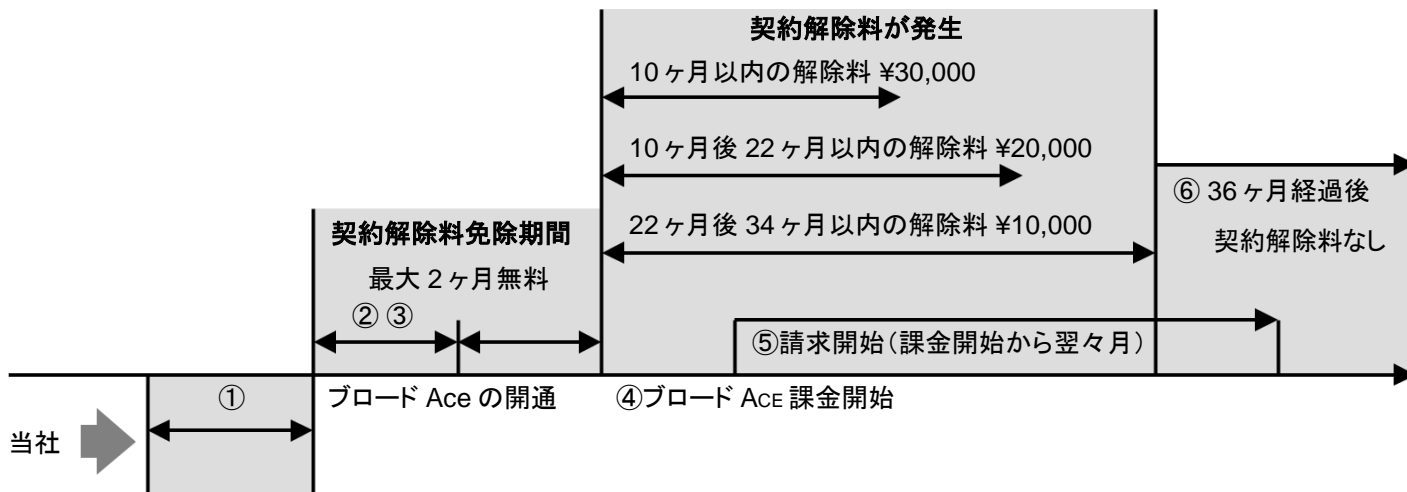 契約解除料が発生
10ヶ月以内の解除料 ¥30,000
10ヶ月後 22ヶ月以内の解除料 ¥20,000
⑥ 36ヶ月経過後
契約解除料免除期間
22ヶ月後 34ヶ月以内の解除料 ¥10,000
契約解除料なし
最大 2ヶ月無料
② ③
⑤請求開始（課金開始から翌々月）
①
ブロード Ace の開通
④ブロード ACE 課金開始
当社